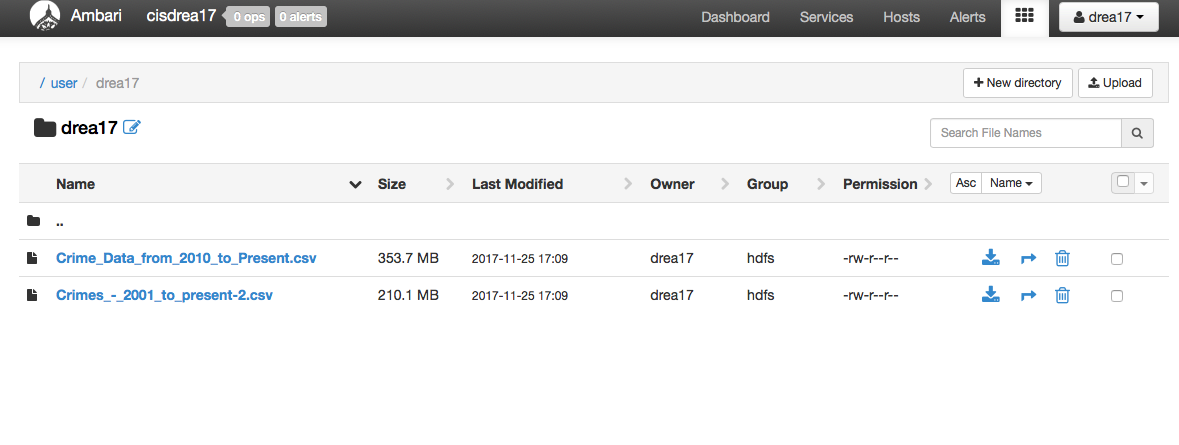 Ambari cisdrea17 0 ops 0 alerts Dashboard Services Hosts Alerts drea17
/ user / drea17 New directory Upload
drea17 Search File Names
Name Size Last Modified Owner Group Permission Asc Name
..
Crime_Data_from_2010_to_Present.csv 353.7 MB 2017-11-25 17:09 drea17 hdfs -rw-r--r--
Crimes_-_2001_to_present-2.csv 210.1 MB 2017-11-25 17:09 drea17 hdfs -rw-r--r--